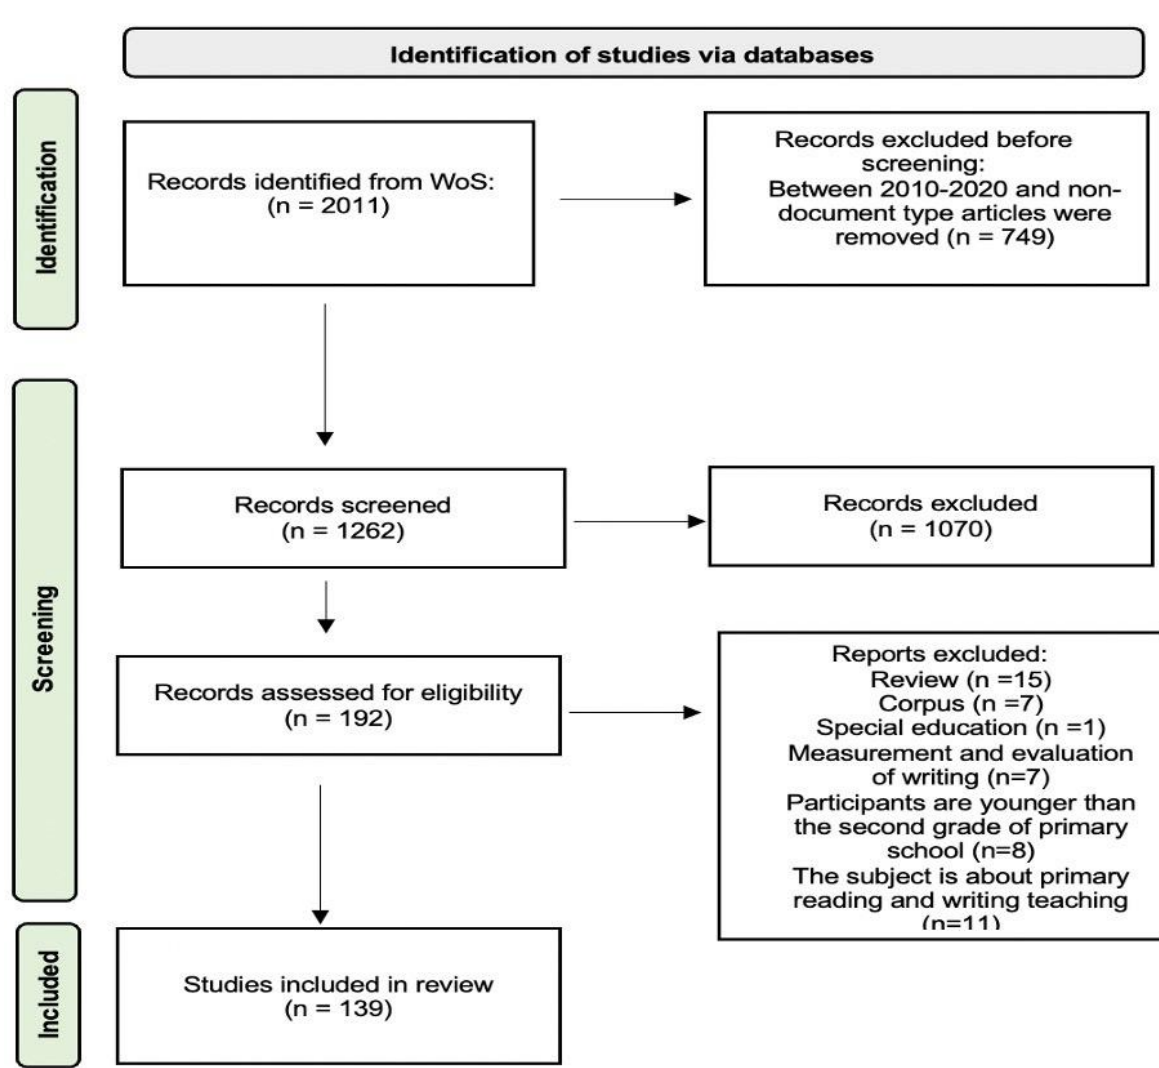 Identification of studies via databases
Identification
Records identified from WoS:
(n = 2011)
Records excluded before
screening:
Between 2010-2020 and non-
document type articles were
removed (n = 749)
Screening
Records screened
(n = 1262)
Records excluded
(n = 1070)
Records assessed for eligibility
(n = 192)
Reports excluded:
Review (n =15)
Corpus (n =7)
Special education (n =1)
Measurement and evaluation
of writing (n=7)
Participants are younger than
the second grade of primary
school (n=8)
The subject is about primary
reading and writing teaching
(n=11)
Included
Studies included in review
(n = 139)